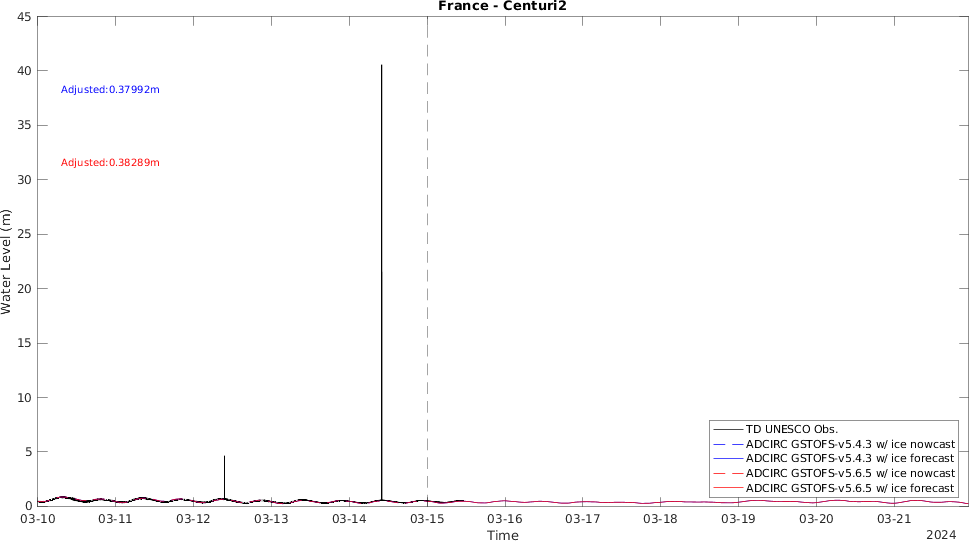 France - Centuri2
45
40
35
30
25
20
15
10
5
0
Water Level (m)
Adjusted:0.37992m
Adjusted:0.38289m
TD UNESCO Obs.
ADCIRC GSTOFS-v5.4.3 w/ ice nowcast
ADCIRC GSTOFS-v5.4.3 w/ ice forecast
ADCIRC GSTOFS-v5.6.5 w/ ice nowcast
ADCIRC GSTOFS-v5.6.5 w/ ice forecast
03-10 03-11 03-12 03-13 03-14 03-15 03-16 03-17 03-18 03-19 03-20 03-21
Time
2024